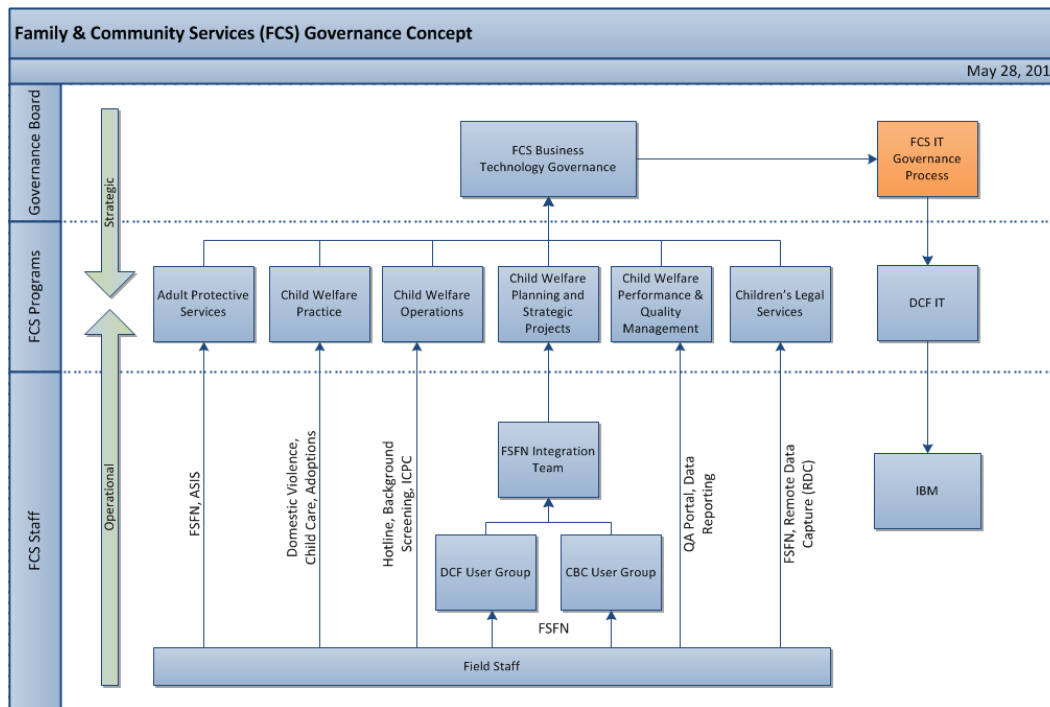 Family & Community Services (FCS) Governance Concept
May 28, 201
Governance Board
Strategic
FCS Business
Technology Governance
FCS IT
Governance
Process
FCS Programs
Adult Protective
Services
Child Welfare
Practice
Child Welfare
Operations
Child Welfare
Planning and
Strategic
Projects
Child Welfare
Performance &
Quality
Management
Children's Legal
Services
DCF IT
FCS Staff
Operational
FSFN, ASIS
Domestic Violence,
Child Care, Adoptions
Hotline, Background
Screening, ICPC
FSFN Integration
Team
QA Portal, Data
Reporting
FSFN, Remote Data
Capture (RDC)
IBM
DCF User Group
CBC User Group
FSFN
Field Staff